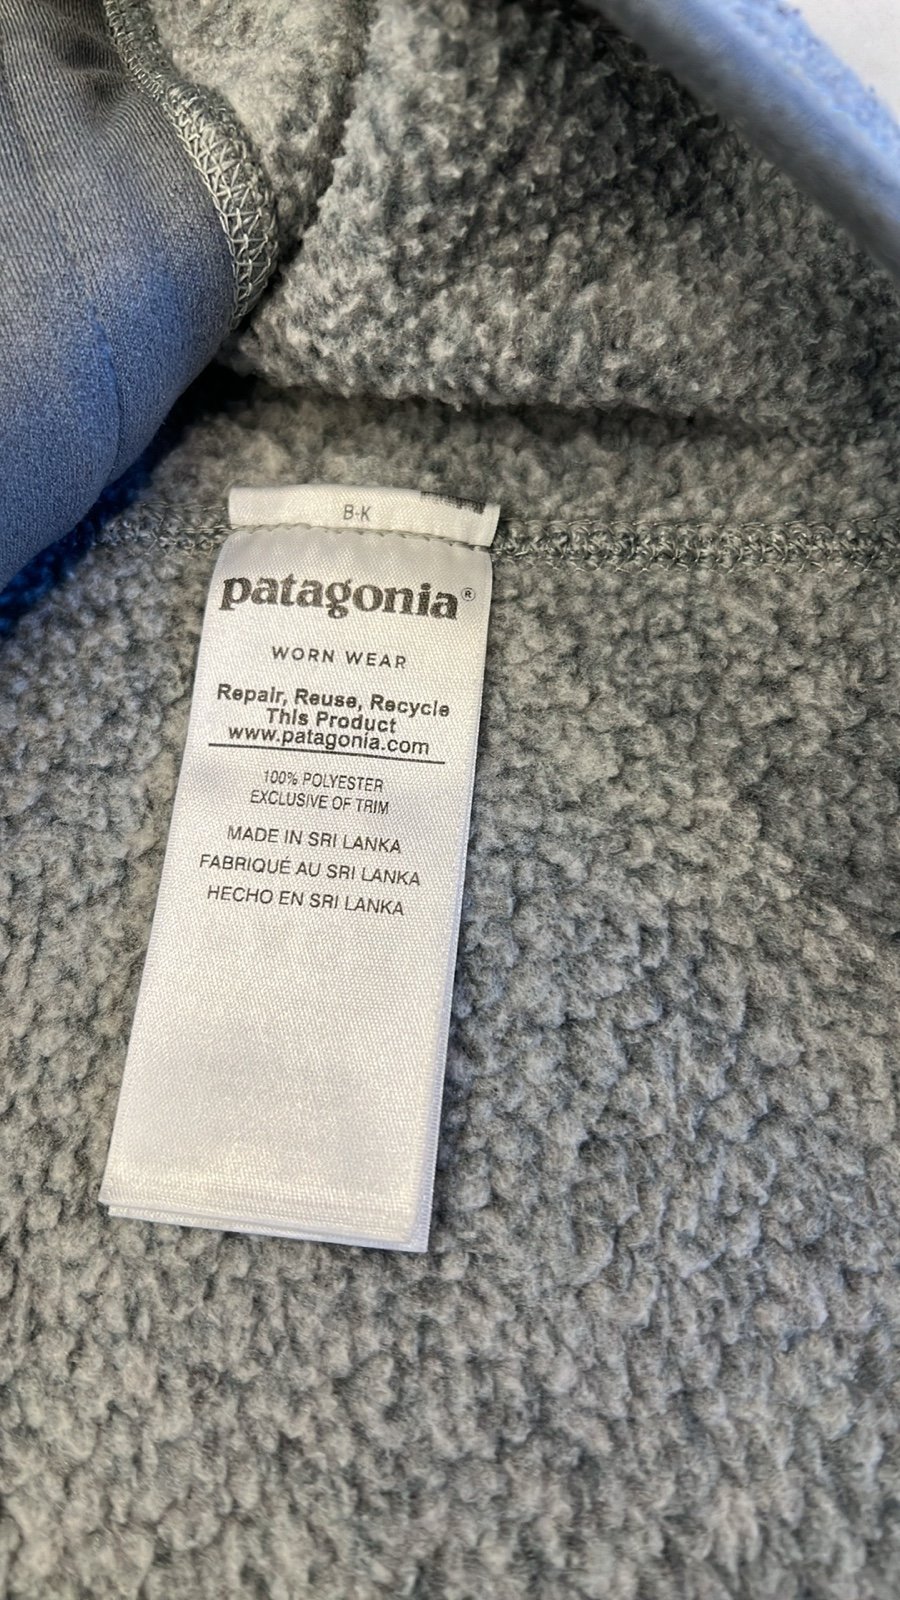 B-K
patagonia®
WORN WEAR
Repair, Reuse, Recycle
This Product
www.patagonia.com
100% POLYESTER
EXCLUSIVE OF TRIM
MADE IN SRI LANKA
FABRIQUÉ AU SRI LANKA
HECHO EN SRI LANKA